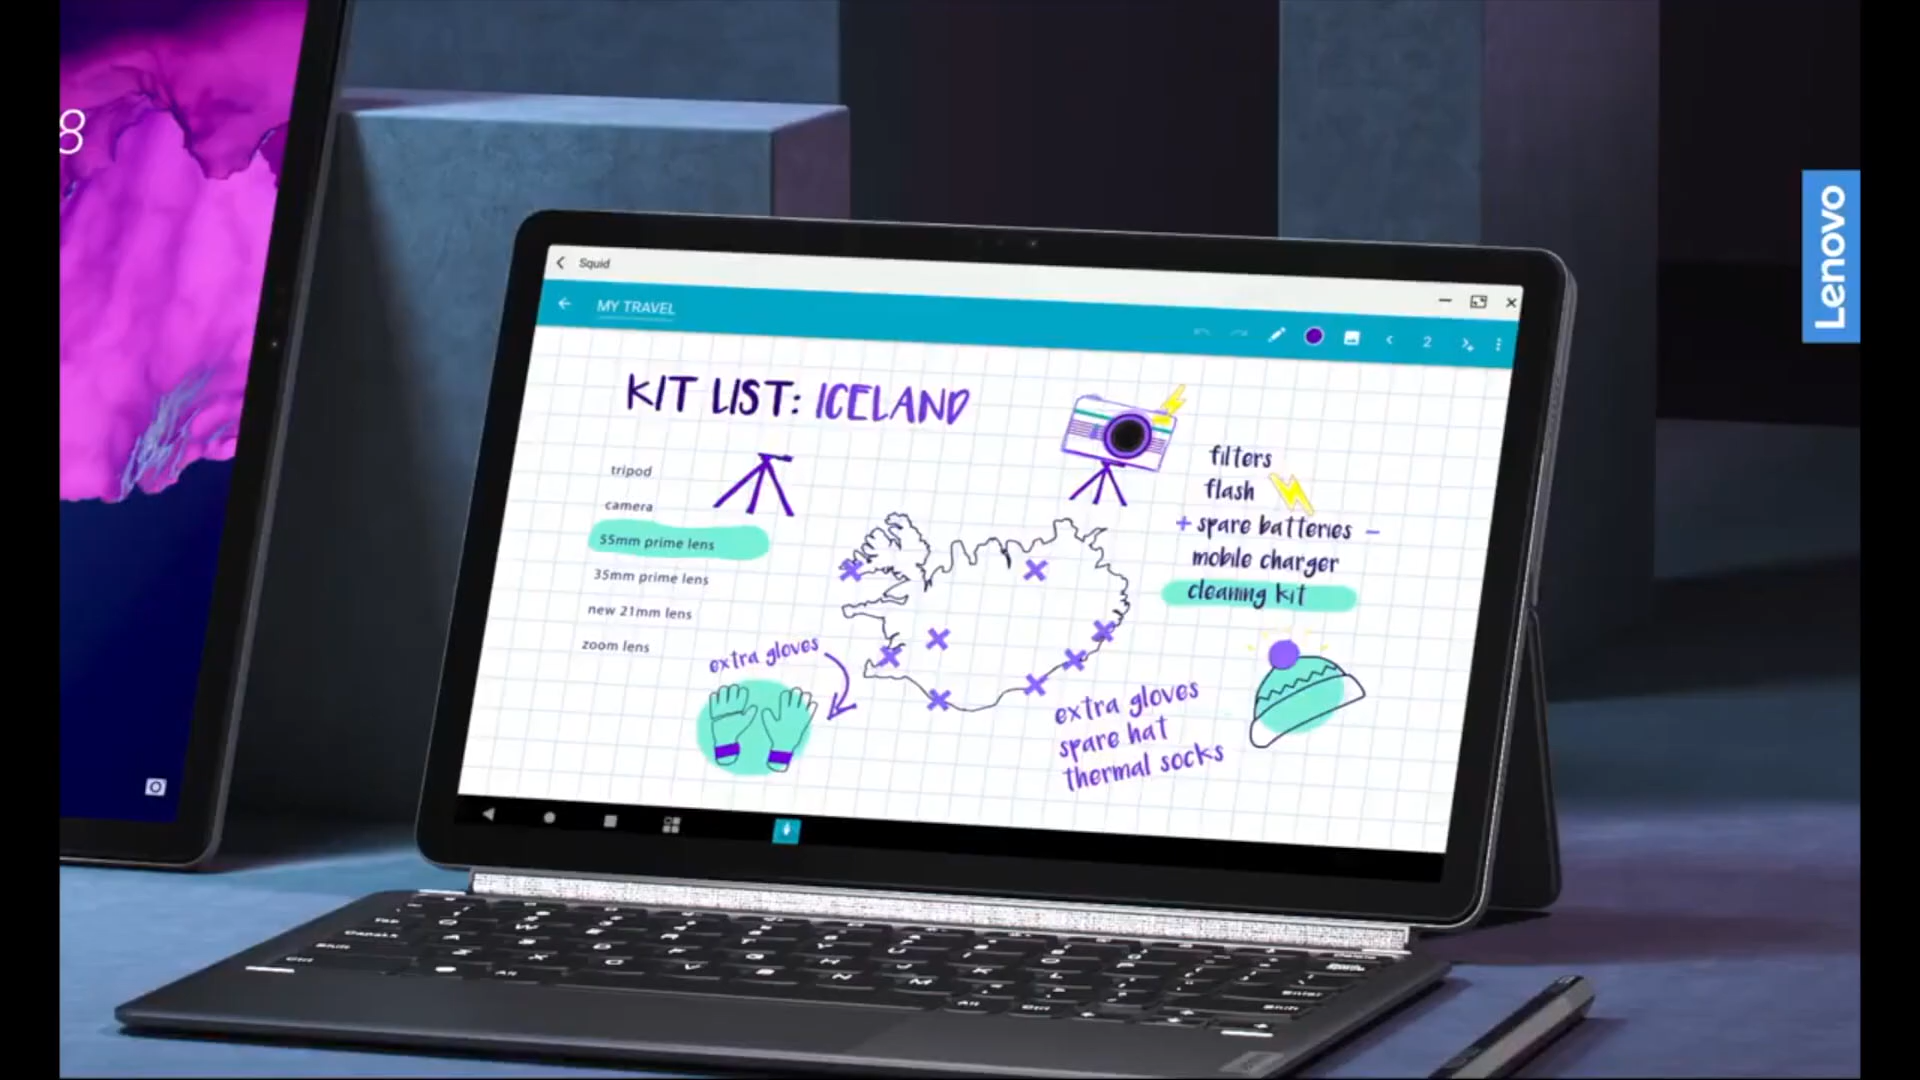 8
Lenovo
Squid
MY TRAVEL
2
KIT LIST: ICELAND
tripod
camera
55mm prime lens
35mm prime lens
new 21mm lens
zoom lens
extra gloves
filters
flash
+ spare batteries -
mobile charger
cleaning kit
extra gloves
spare hat
thermal socks